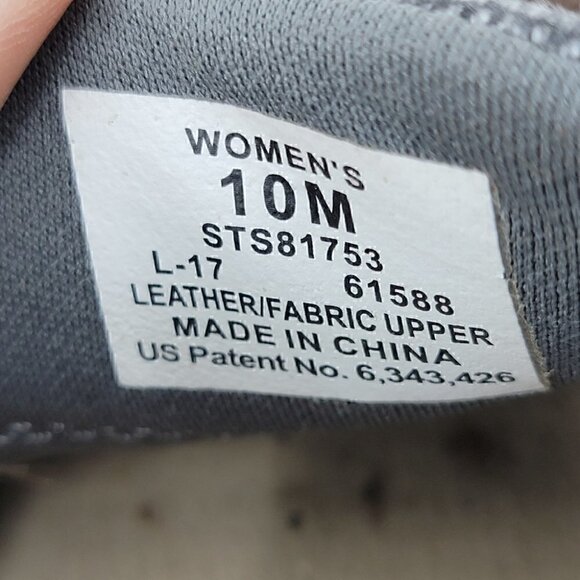 WOMEN'S
10M
STS81753
L-17 61588
LEATHER/FABRIC UPPER
MADE IN CHINA
US Patent No. 6,343,426